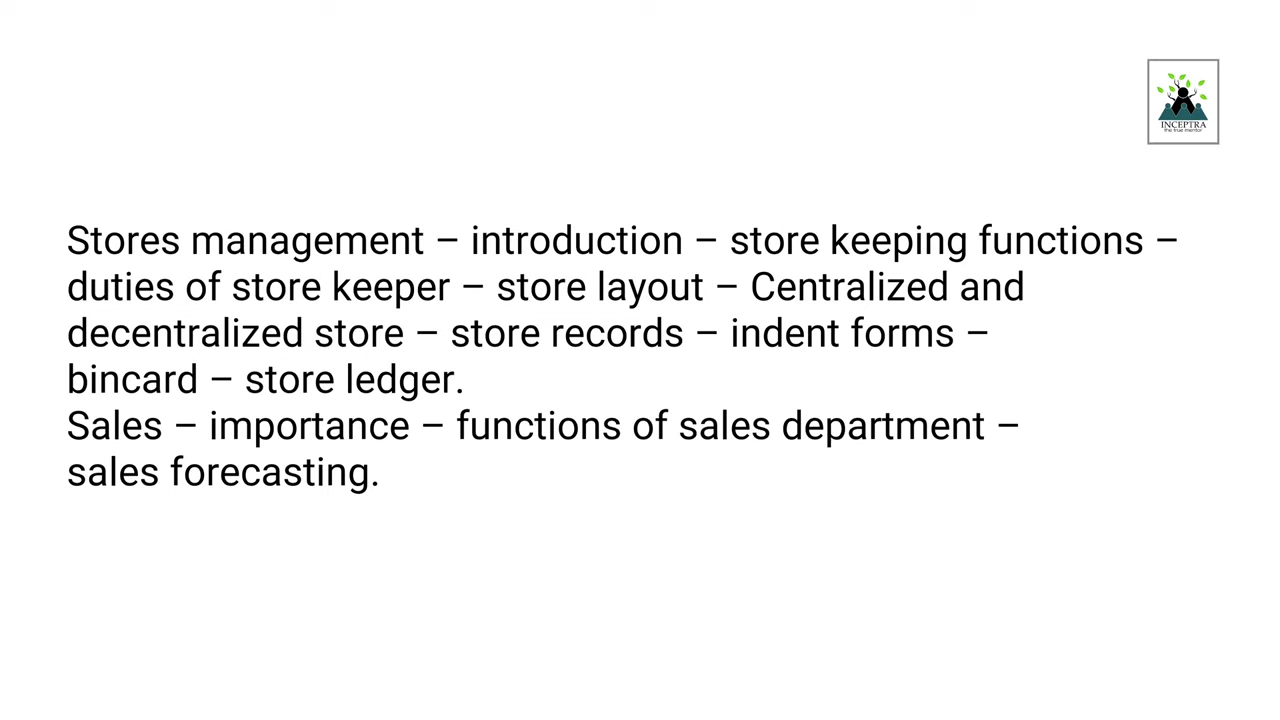 INCEPTRA
the true mentor
Stores management – introduction – store keeping functions –
duties of store keeper – store layout – Centralized and
decentralized store – store records – indent forms –
bincard – store ledger.
Sales – importance – functions of sales department –
sales forecasting.